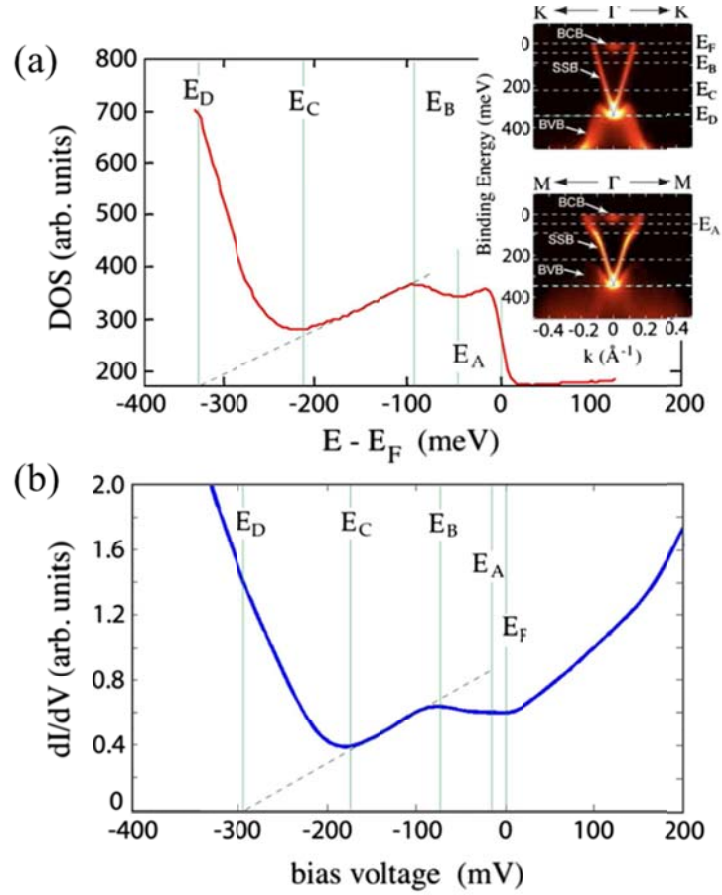 (a)
800
700
600
500
400
300
200
DOS (arb. units)
E_D
E_C
E_B
E_A
-400
-300
-200
-100
0
100
200
E - E_F (meV)
K Γ K
BCB
SSB
BVB
0
200
400
E_F
E_B
E_C
E_D
Binding Energy (meV)
M Γ M
BCB
SSB
BVB
0
200
400
E_A
-0.4 -0.2 0 0.2 0.4
k (Å⁻¹)
(b)
2.0
1.6
1.2
0.8
0.4
0
dI/dV (arb. units)
E_D
E_C
E_B
E_A
E_F
-400
-300
-200
-100
0
100
200
bias voltage (mV)